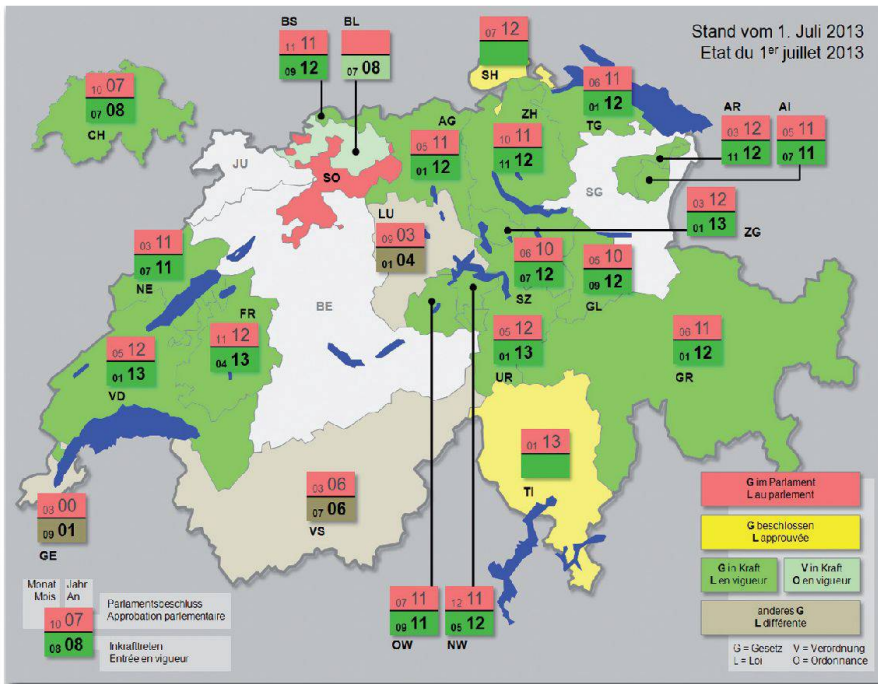 Stand vom 1. Juli 2013
Etat du 1er juillet 2013
BS
11 11
09 12
BL
07 08
07 12
SH
10 07
07 08
CH
06 11
01 12
TG
AG
05 11
01 12
ZH
10 11
11 12
AR
03 12
11 12
AI
05 11
07 11
JU
SO
SG
LU
09 03
01 04
03 12
01 13
ZG
03 11
07 11
NE
06 10
07 12
SZ
05 10
09 12
GL
BE
FR
11 12
04 13
05 12
01 13
VD
05 12
01 13
UR
06 11
01 12
GR
01 13
TI
03 00
09 01
GE
03 06
07 06
VS
07 11
09 11
OW
12 11
05 12
NW
G im Parlament
L au parlement
G beschlossen
L approuvée
G in Kraft
L en vigueur
V in Kraft
O en vigueur
anderes G
L différente
G = Gesetz V = Verordnung
L = Loi O = Ordonnance
Monat Jahr
Mois An
10 07
08 08
Parlamentsbeschluss
Approbation parlementaire
Inkrafttreten
Entrée en vigueur